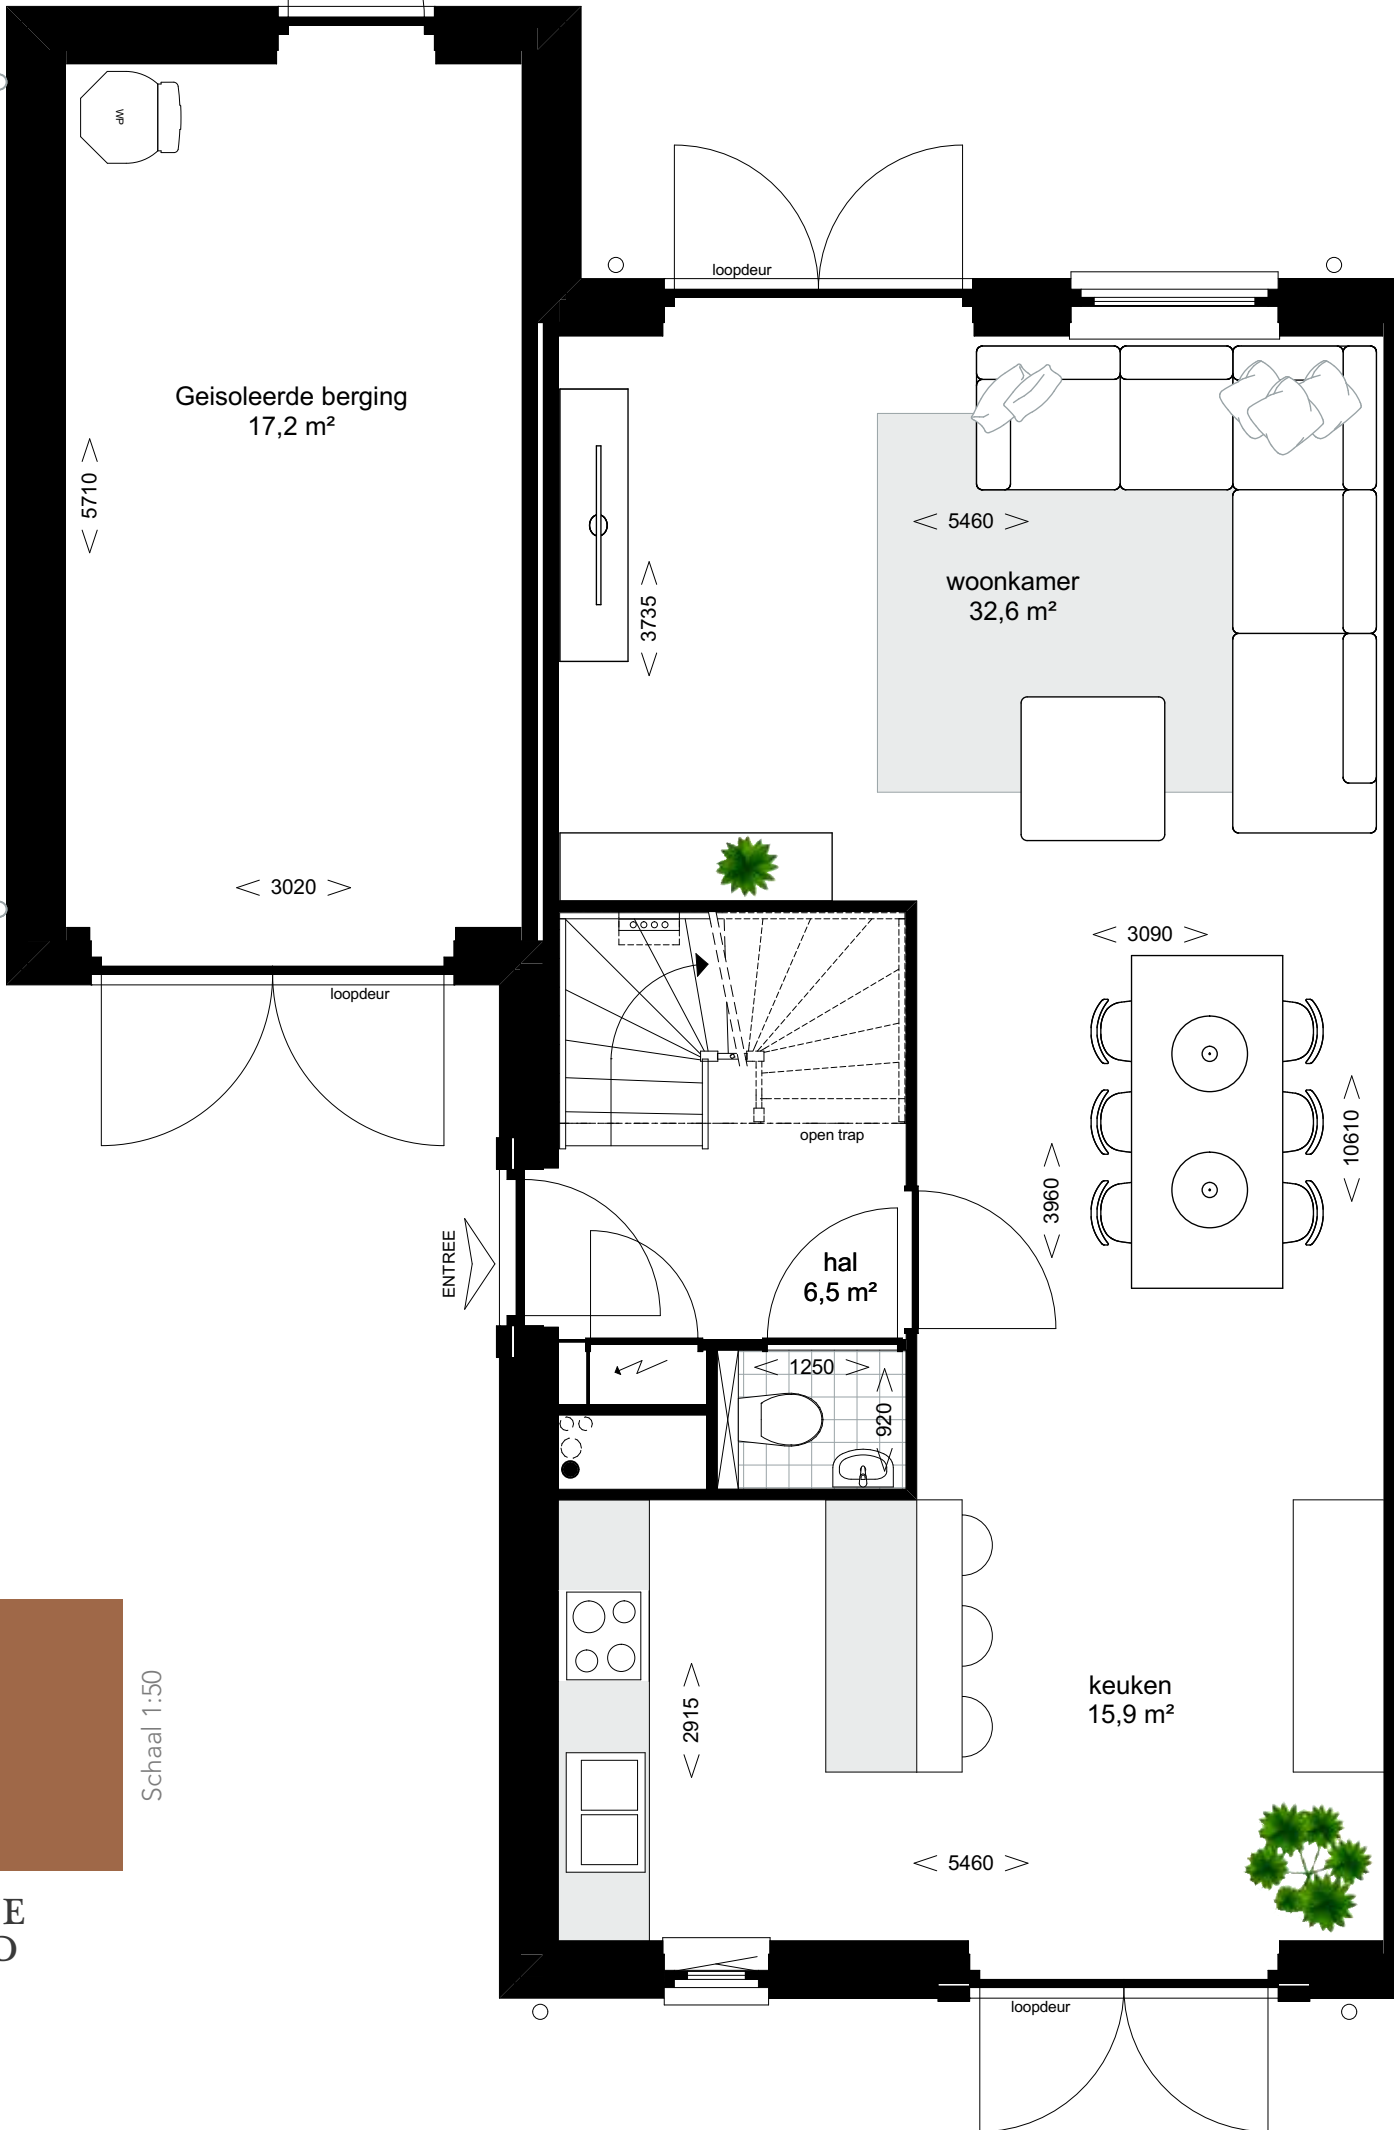 WP
loopdeur
Geisoleerde berging
17,2 m²
5710
5460
woonkamer
32,6 m²
3735
3020
loopdeur
3090
open trap
10610
3960
ENTREE
hal
6,5 m²
1250
920
Schaal 1:50
keuken
15,9 m²
2915
5460
E
loopdeur